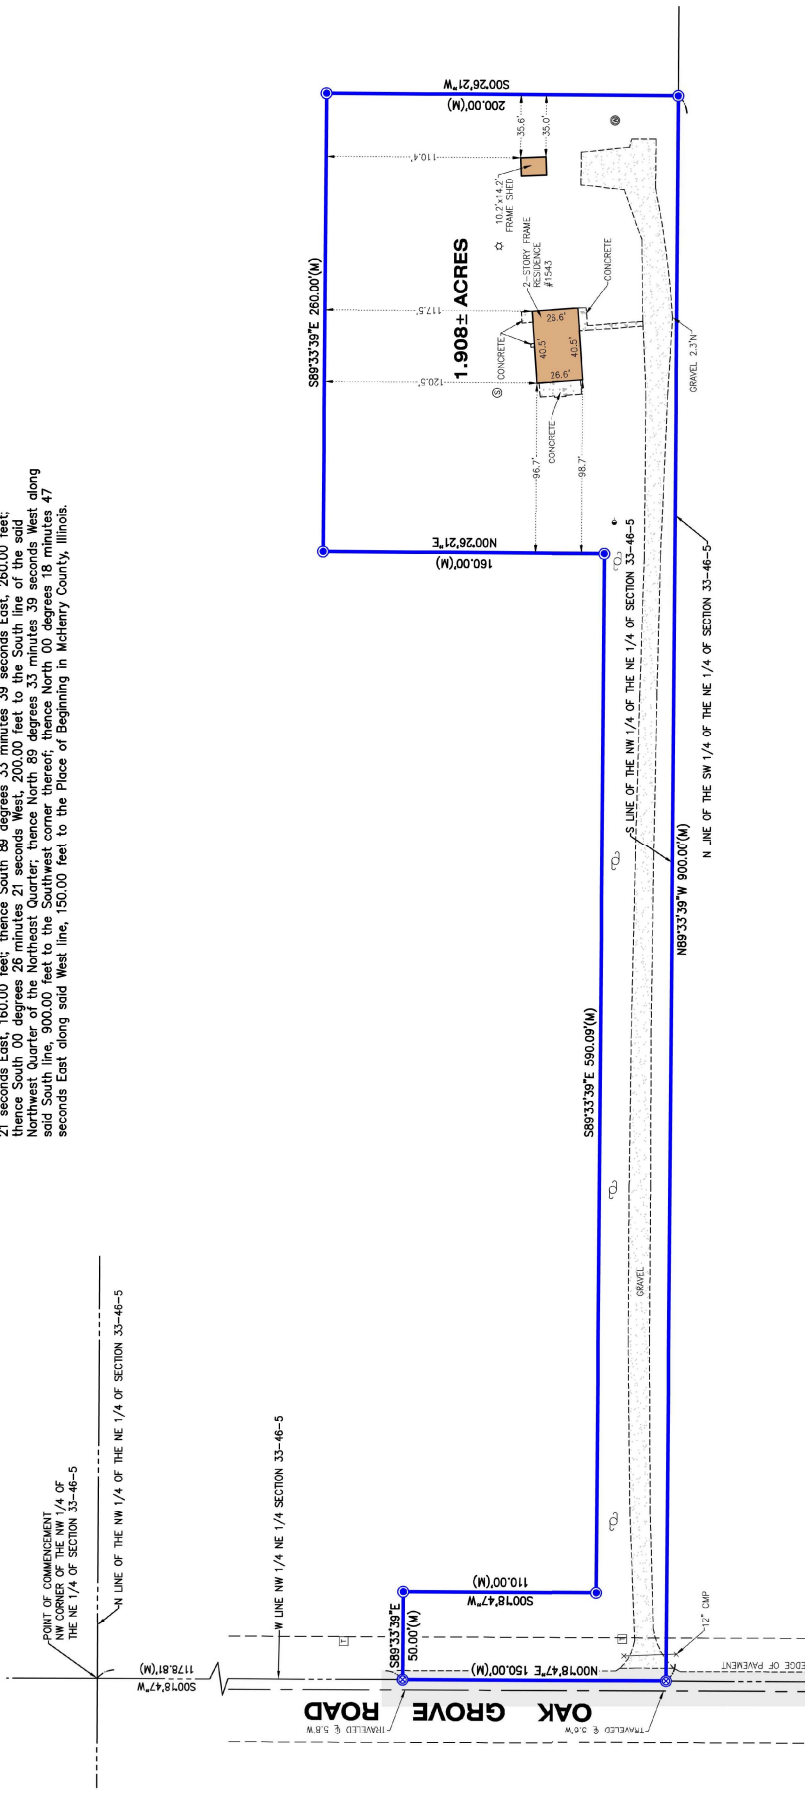 21 seconds East, 160.00 feet; thence South 89 degrees 33 minutes 39 seconds East, 260.00 feet;
thence South 00 degrees 26 minutes 21 seconds West, 200.00 feet to the South line of the said
Northwest Quarter of the Northeast Quarter; thence North 89 degrees 33 minutes 39 seconds West along
said South line, 900.00 feet to the Southwest corner thereof; thence North 00 degrees 18 minutes 47
seconds East along said West line, 150.00 feet to the Place of Beginning in McHenry County, Illinois.
S00°26'21"W
200.00'(M)
35.6'
35.0'
110.4'
10.2'x14.2'
FRAME SHED
S89°33'39"E 260.00'(M)
1.908± ACRES
2-STORY FRAME
RESIDENCE
#1543
CONCRETE
117.5'
26.6'
40.5'
40.5'
26.6'
CONCRETE
120.5'
S
CONCRETE
GRAVEL 2.3'N
96.7'
98.7'
N00°26'21"E
160.00'(M)
S LINE OF THE NW 1/4 OF THE NE 1/4 OF SECTION 33-46-5
N LINE OF THE SW 1/4 OF THE NE 1/4 OF SECTION 33-46-5
N89°33'39"W 900.00'(M)
S89°33'39"E 590.09'(M)
GRAVEL
N LINE OF THE NW 1/4 OF THE NE 1/4 OF SECTION 33-46-5
POINT OF COMMENCEMENT
NW CORNER OF THE NW 1/4 OF
THE NE 1/4 OF SECTION 33-46-5
W LINE NW 1/4 NE 1/4 SECTION 33-46-5
110.00'(M)
S00°18'47"W
S89°33'39"E
50.00'(M)
T
12" CMP
1178.81'(M)
S00°18'47"W
N00°18'47"E 150.00'(M)
EDGE OF PAVEMENT
OAK GROVE ROAD
TRAVELED ℄ 5.8'W
TRAVELED ℄